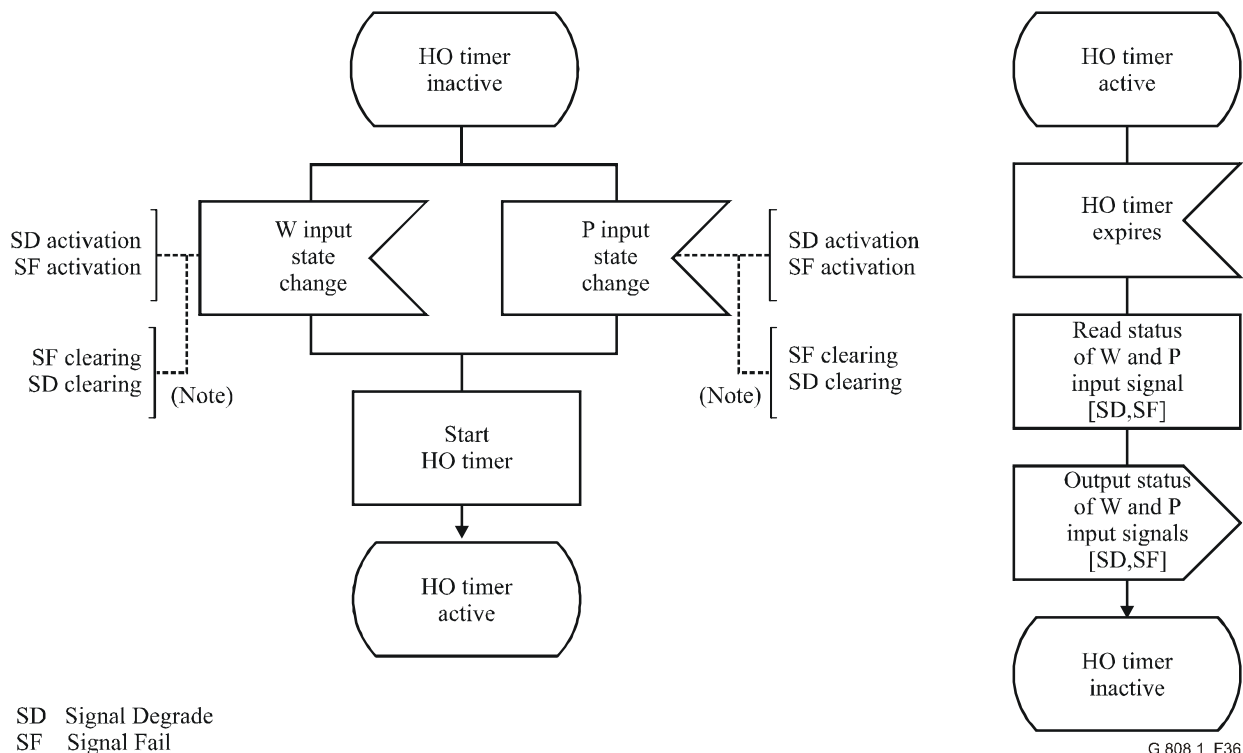 HO timer
inactive
W input
state
change
P input
state
change
SD activation
SF activation
SF clearing
SD clearing
(Note)
SD activation
SF activation
SF clearing
SD clearing
(Note)
Start
HO timer
HO timer
active
HO timer
active
HO timer
expires
Read status
of W and P
input signal
[SD,SF]
Output status
of W and P
input signals
[SD,SF]
HO timer
inactive
SD Signal Degrade
SF Signal Fail
G.808.1_F36